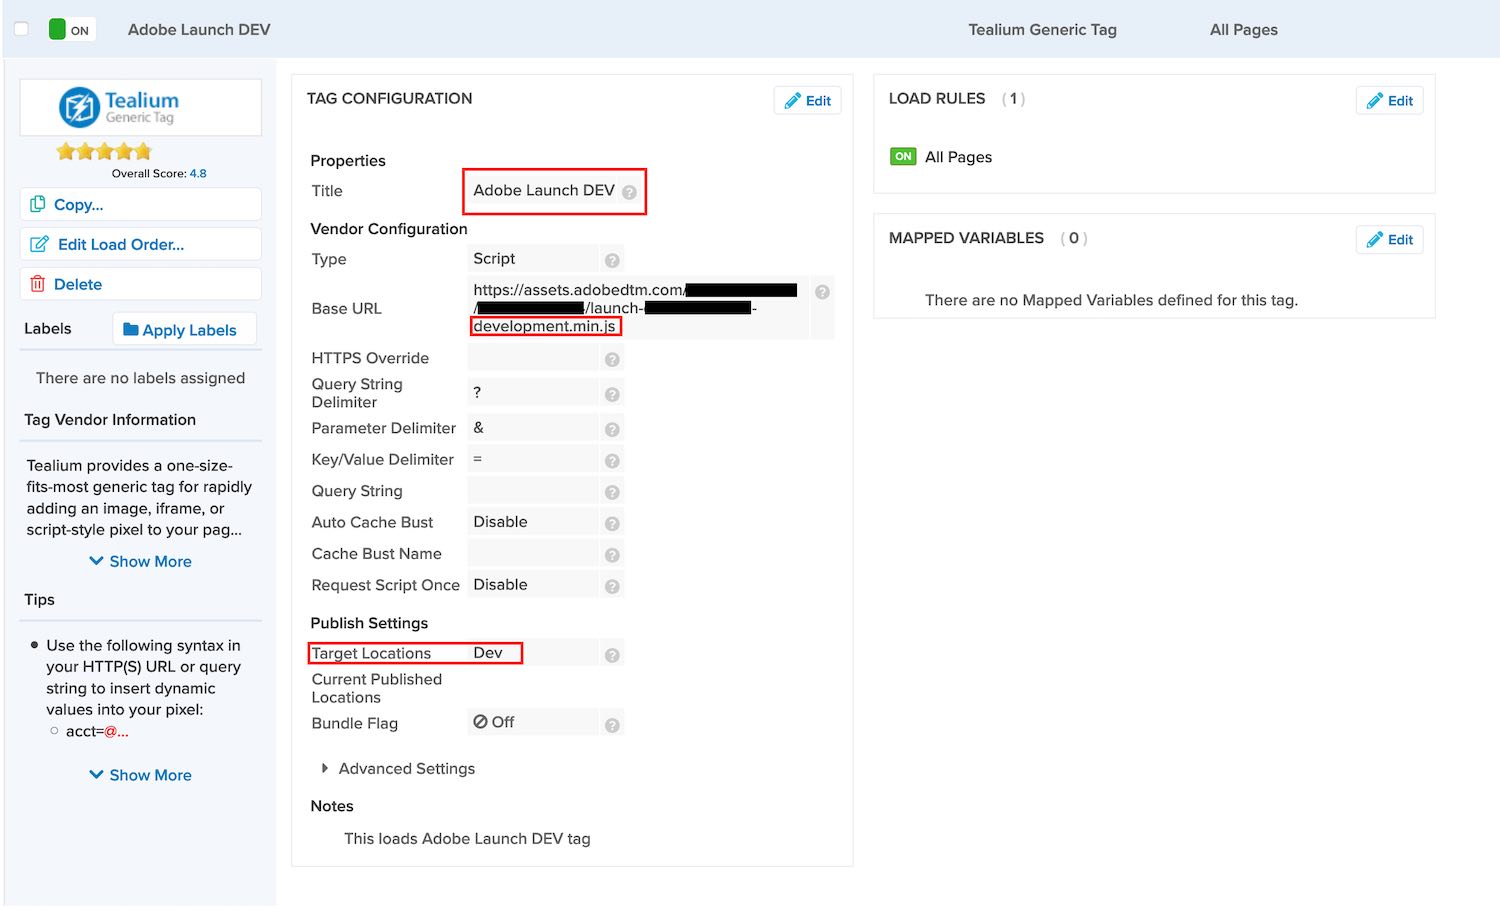 ON Adobe Launch DEV Tealium Generic Tag All Pages
Tealium
Generic Tag
Overall Score: 4.8
Copy...
Edit Load Order...
Delete
Labels Apply Labels
There are no labels assigned
Tag Vendor Information
Tealium provides a one-size-
fits-most generic tag for rapidly
adding an image, iframe, or
script-style pixel to your pag...
Show More
Tips
Use the following syntax in
your HTTP(S) URL or query
string to insert dynamic
values into your pixel:
acct=@...
Show More
TAG CONFIGURATION Edit
Properties
Title Adobe Launch DEV ?
Vendor Configuration
Type Script ?
Base URL https://assets.adobedtm.com/
/ /launch- -
development.min.js
?
HTTPS Override ?
Query String
Delimiter ? ?
Parameter Delimiter & ?
Key/Value Delimiter = ?
Query String ?
Auto Cache Bust Disable ?
Cache Bust Name ?
Request Script Once Disable ?
Publish Settings
Target Locations Dev ?
Current Published
Locations
Bundle Flag Off ?
Advanced Settings
Notes
This loads Adobe Launch DEV tag
LOAD RULES ( 1 ) Edit
ON All Pages
MAPPED VARIABLES ( 0 ) Edit
There are no Mapped Variables defined for this tag.